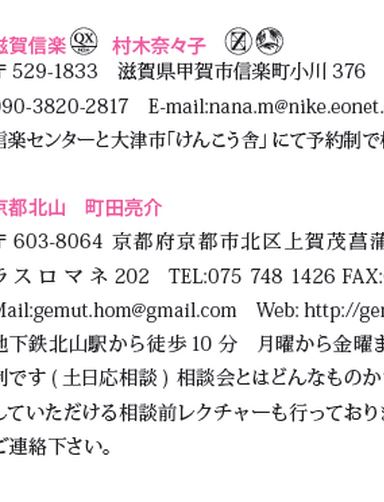 滋賀信楽 QX 村木奈々子
〒529-1833 滋賀県甲賀市信楽町小川 376
090-3820-2817 E-mail:nana.m@nike.eonet.
信楽センターと大津市「けんこう舎」にて予約制で
京都北山 町田亮介
〒603-8064 京都府京都市北区上賀茂菖蒲
ラスロマネ 202 TEL:075 748 1426 FAX:
Mail:gemut.hom@gmail.com Web: http://ge
地下鉄北山駅から徒歩 10 分 月曜から金曜ま
制です ( 土日応相談 ) 相談会とはどんなものか
していただける相談前レクチャーも行っており
ご連絡下さい。